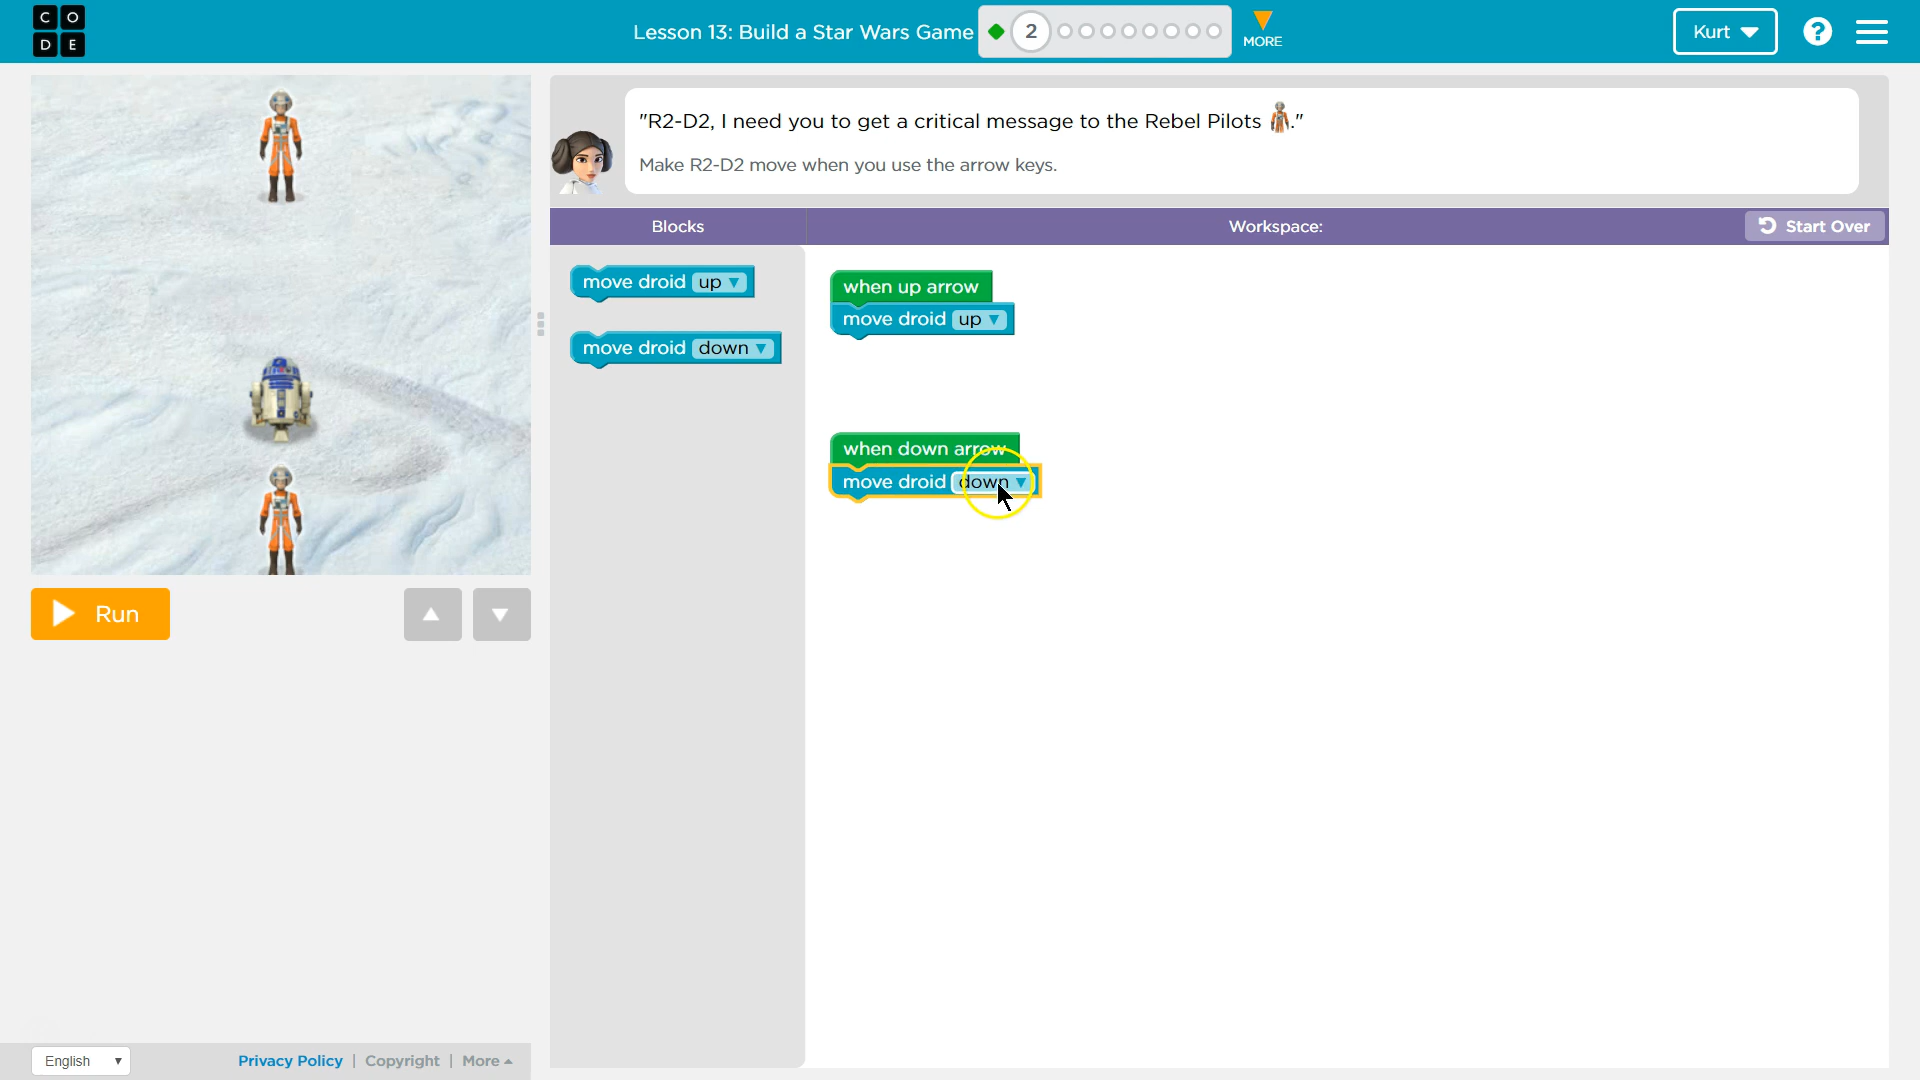 C O
D E
Lesson 13: Build a Star Wars Game
2
MORE
Kurt
?
"R2-D2, I need you to get a critical message to the Rebel Pilots ."
Make R2-D2 move when you use the arrow keys.
Blocks
Workspace:
Start Over
move droid up
move droid down
when up arrow
move droid up
when down arrow
move droid down
Run
English
Privacy Policy | Copyright | More